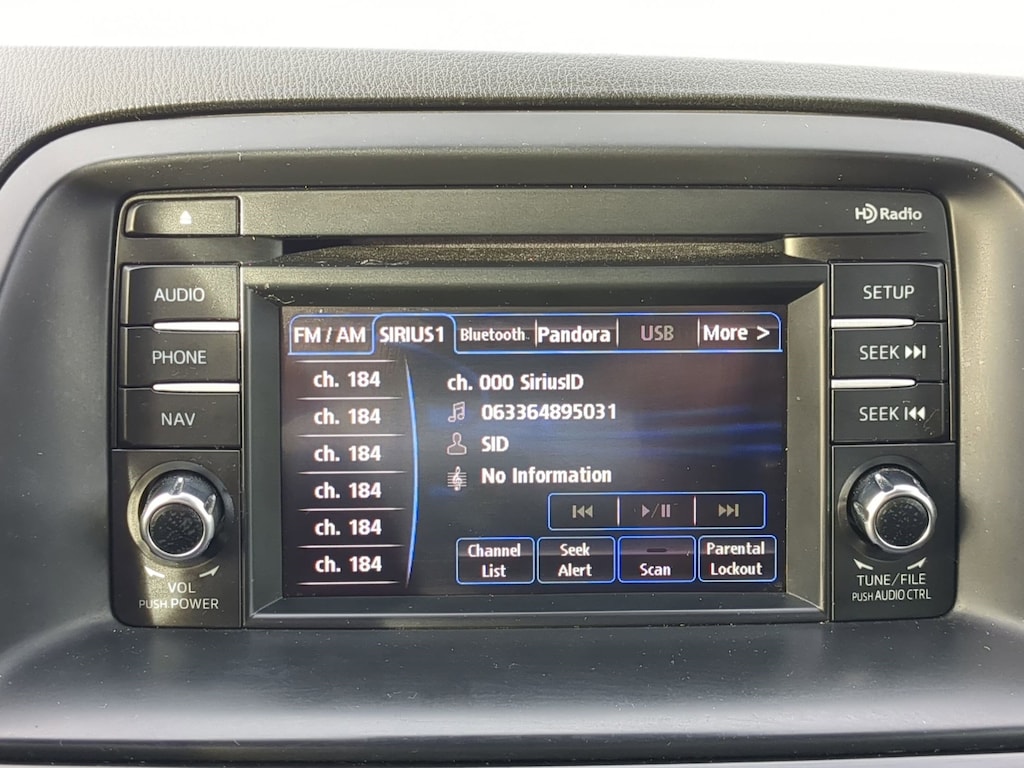 HD Radio
AUDIO
PHONE
NAV
VOL
PUSH POWER
FM / AM SIRIUS1 Bluetooth Pandora USB More >
ch. 184
ch. 184
ch. 184
ch. 184
ch. 184
ch. 184
ch. 000 SiriusID
063364895031
SID
No Information
Channel
List
Seek
Alert
Scan
Parental
Lockout
SETUP
SEEK
SEEK
TUNE/FILE
PUSH AUDIO CTRL